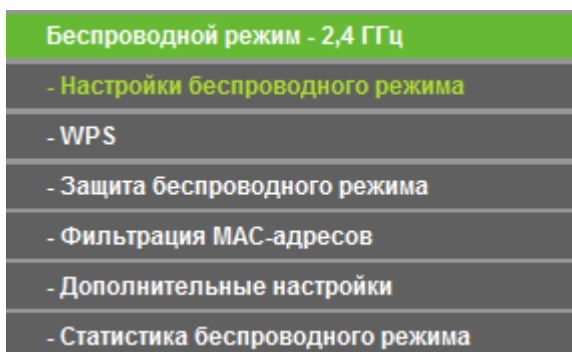 Беспроводной режим - 2,4 ГГц
- Настройки беспроводного режима
- WPS
- Защита беспроводного режима
- Фильтрация MAC-адресов
- Дополнительные настройки
- Статистика беспроводного режима